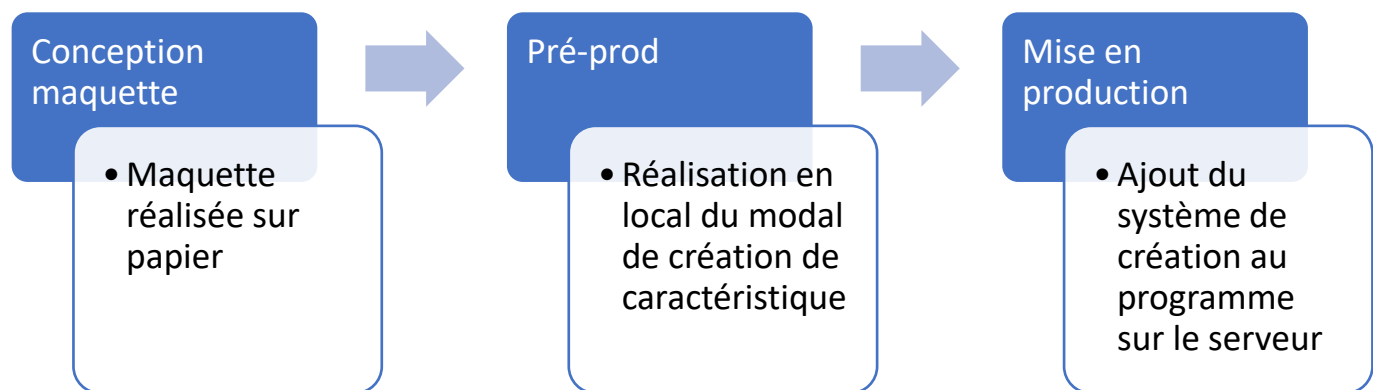 Conception
maquette
• Maquette
réalisée sur
papier
Pré-prod
• Réalisation en
local du modal
de création de
caractéristique
Mise en
production
• Ajout du
système de
création au
programme
sur le serveur